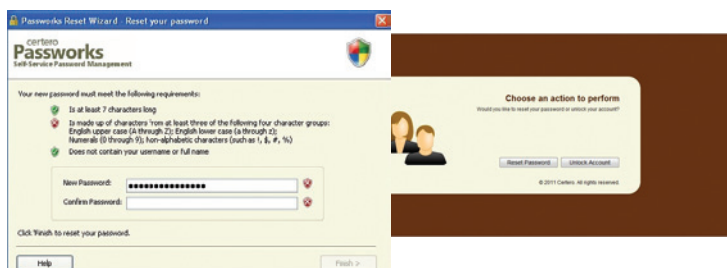 Passworks Reset Wizard - Reset your password
certero
Passworks
Self-Service Password Management
Your new password must meet the following requirements:
Is at least 7 characters long
Is made up of characters from at least three of the following four character groups:
English upper case (A through Z); English lower case (a through z);
Numerals (0 through 9); non-alphabetic characters (such as !, $, #, %)
Does not contain your username or full name
New Password:
Confirm Password:
Click 'Finish to reset your password.
Help
Finish >
Choose an action to perform
Would you like to reset your password or unlock your account?
Reset Password
Unlock Account
© 2011 Certero. All rights reserved.